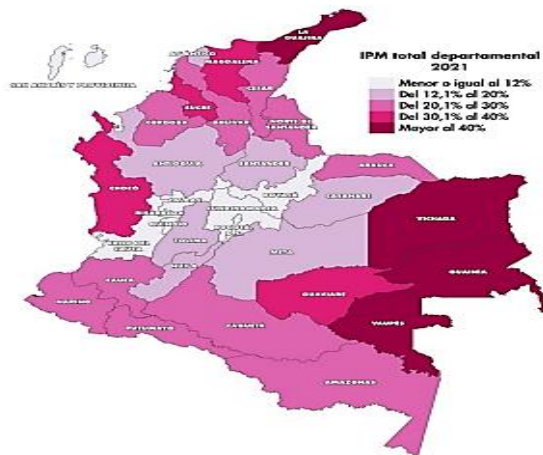 LA GUAJIRA
ATLÁNTICO
MAGDALENA
SAN ANDRÉS Y PROVIDENCIA
CESAR
SUCRE
CÓRDOBA
BOLÍVAR
NORTE DE SANTANDER
ANTIOQUIA
SANTANDER
ARAUCA
CHOCÓ
BOYACÁ
CASANARE
CUNDINAMARCA
VICHADA
RISARALDA
BOGOTÁ
VALLE DEL CAUCA
TOLIMA
META
GUAINÍA
HUILA
CAUCA
GUAVIARE
NARIÑO
VAUPÉS
CAQUETÁ
PUTUMAYO
AMAZONAS
IPM total departamental
2021
Menor o igual al 12%
Del 12,1% al 20%
Del 20,1% al 30%
Del 30,1% al 40%
Mayor al 40%